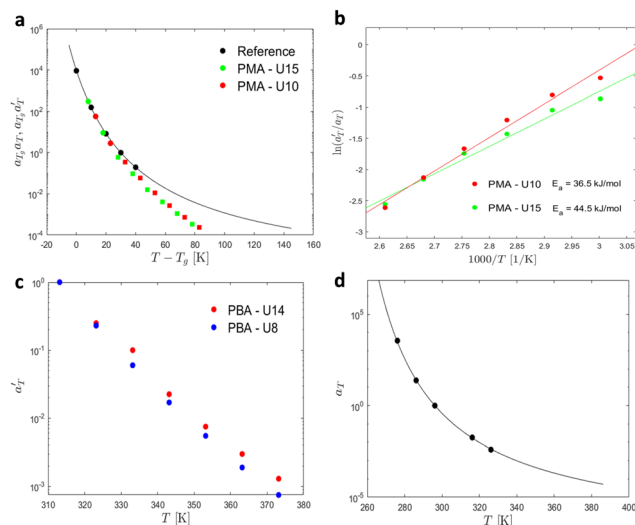 a
10^6
10^4
10^2
10^0
10^-2
10^-4
a_{T_g} a_T, a_{T_g} a'_T
-20 0 20 40 60 80 100 120 140 160
T − T_g [K]
Reference
PMA - U15
PMA - U10
b
0
-0.5
-1
-1.5
-2
-2.5
-3
ln(a'_T/a_T)
2.6 2.65 2.7 2.75 2.8 2.85 2.9 2.95 3 3.05
1000/T [1/K]
PMA - U10 E_a = 36.5 kJ/mol
PMA - U15 E_a = 44.5 kJ/mol
c
10^0
10^-1
10^-2
10^-3
a'_T
310 320 330 340 350 360 370 380
T [K]
PBA - U14
PBA - U8
d
10^5
10^0
10^-5
a_T
260 280 300 320 340 360 380 400
T [K]